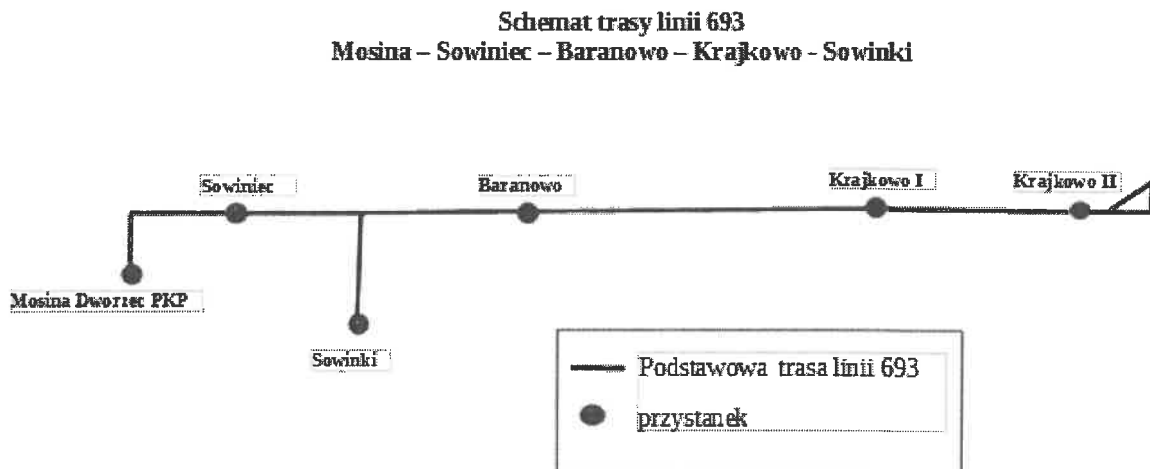 Schemat trasy linii 693
Mosina – Sowiniec – Baranowo – Krajkowo - Sowinki
Sowiniec
Baranowo
Krajkowo I
Krajkowo II
Mosina Dworzec PKP
Sowinki
Podstawowa trasa linii 693
przystanek